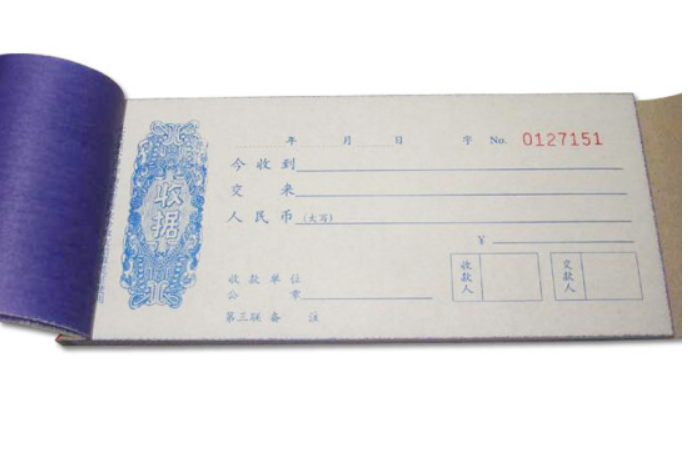 收据
年 月 日 字 No. 0127151
今收到
交来
人民币(大写)
¥
收款单位
公章
收款人
交款人
第三联 备注